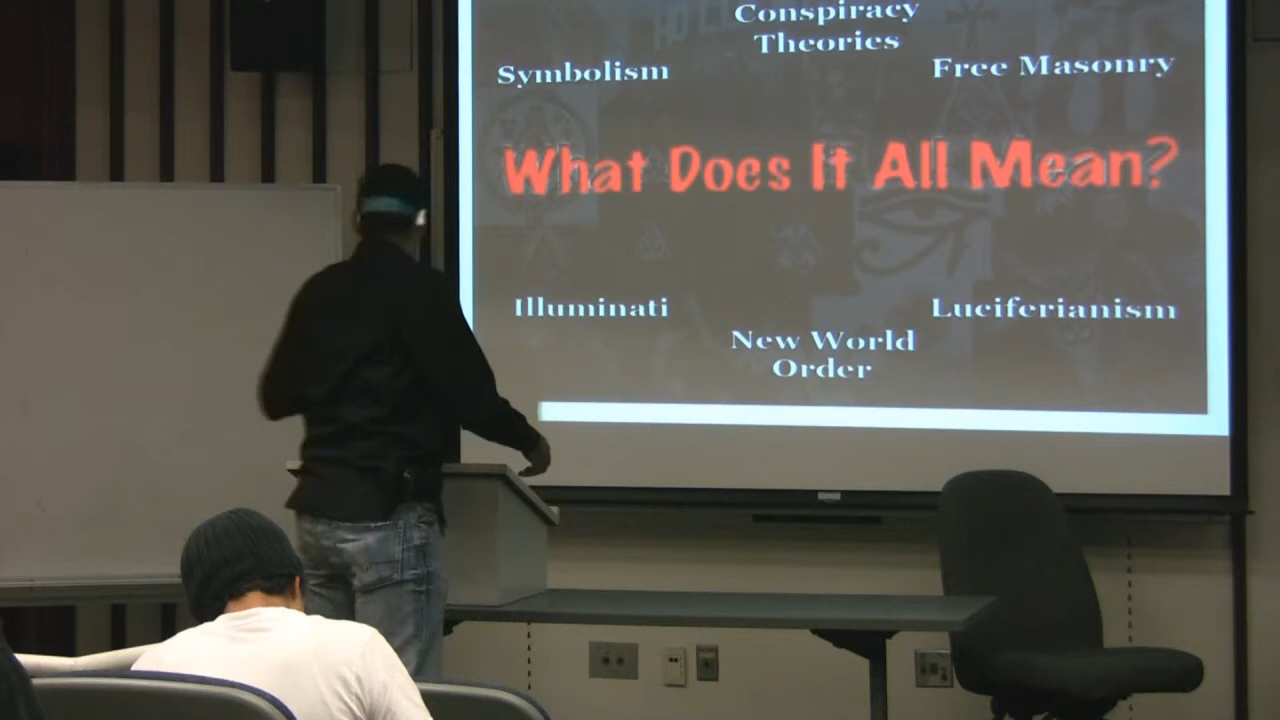 Conspiracy
Theories
Symbolism
Free Masonry
What Does It All Mean?
Illuminati
Luciferianism
New World
Order